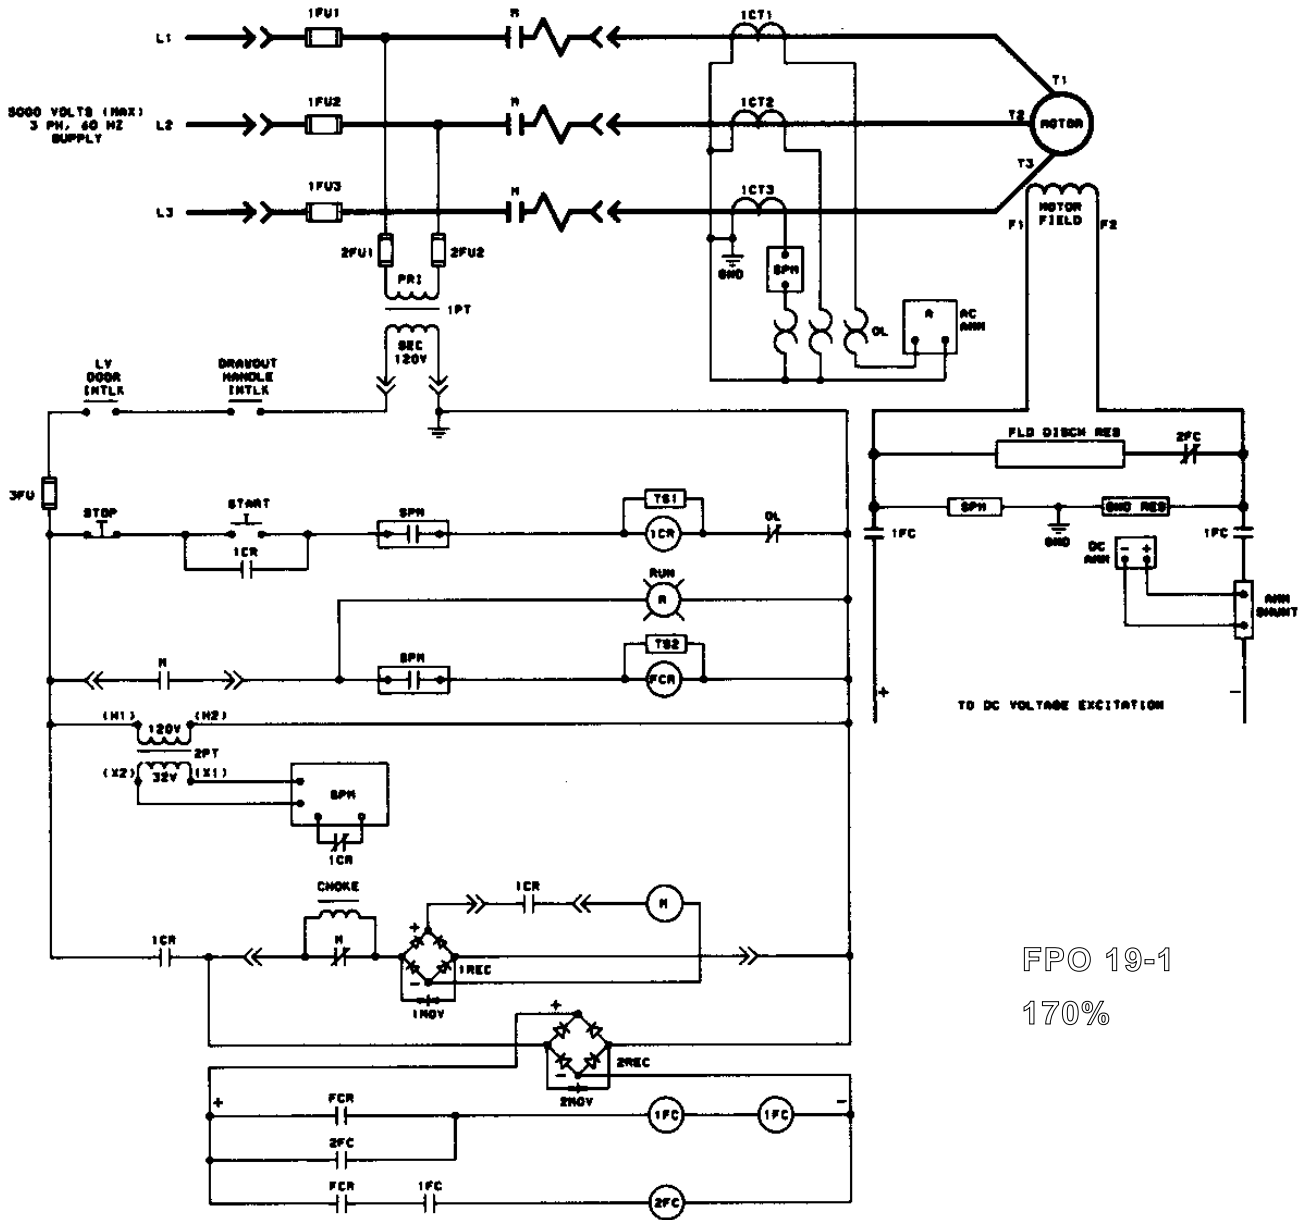 1FU1
M
1CT1
L1
T1
5000 VOLTS (MAX)
3 PH, 60 HZ
SUPPLY
1FU2
M
1CT2
L2
T2
MOTOR
T3
1FU3
M
1CT3
L3
MOTOR
FIELD
F1
F2
2FU1
2FU2
GND
SPM
PRI
1PT
SEC
120V
OL
A
AC
AMM
LV
DOOR
INTLK
DRAWOUT
HANDLE
INTLK
FLD DISCH RES
2FC
3FU
STOP
START
SPM
TS1
1CR
OL
1CR
SPM
GND
GND RES
1FC
1FC
DC
AMM
- +
RUN
R
AMM
SHUNT
M
SPM
TS2
FCR
+
-
TO DC VOLTAGE EXCITATION
(H1)
120V
(H2)
2PT
(X2)
32V
(X1)
SPM
1CR
CHOKE
1CR
M
1CR
M
+
1REC
-
1MOV
FPO 19-1
170%
+
2REC
-
2MOV
+
-
FCR
1FC
1FC
2FC
FCR
1FC
2FC